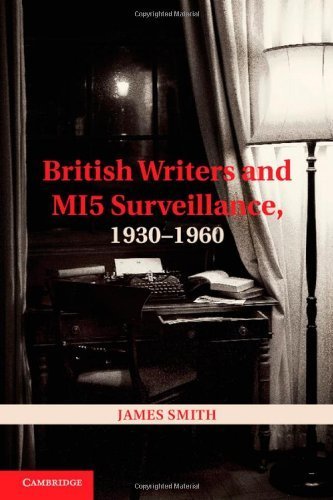 British Writers and
MI5 Surveillance,
1930–1960
JAMES SMITH
CAMBRIDGE